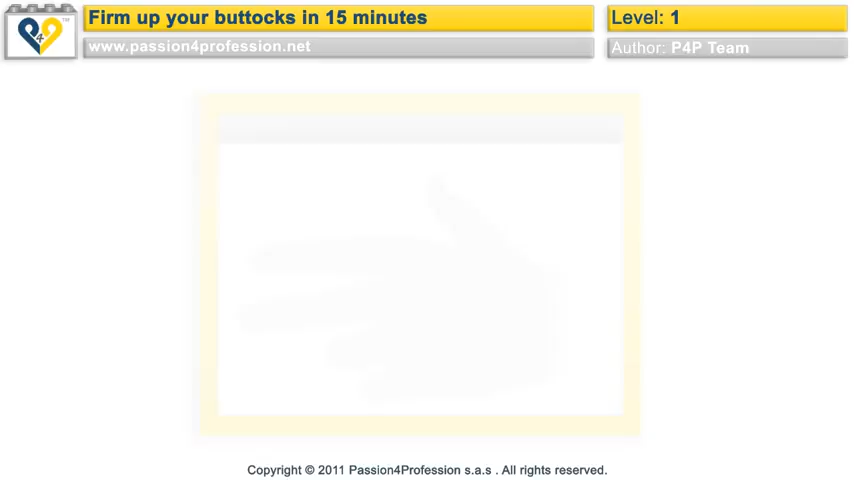 Firm up your buttocks in 15 minutes
Level: 1
P&P ™
www.passion4profession.net
Author: P4P Team
Copyright © 2011 Passion4Profession s.a.s . All rights reserved.